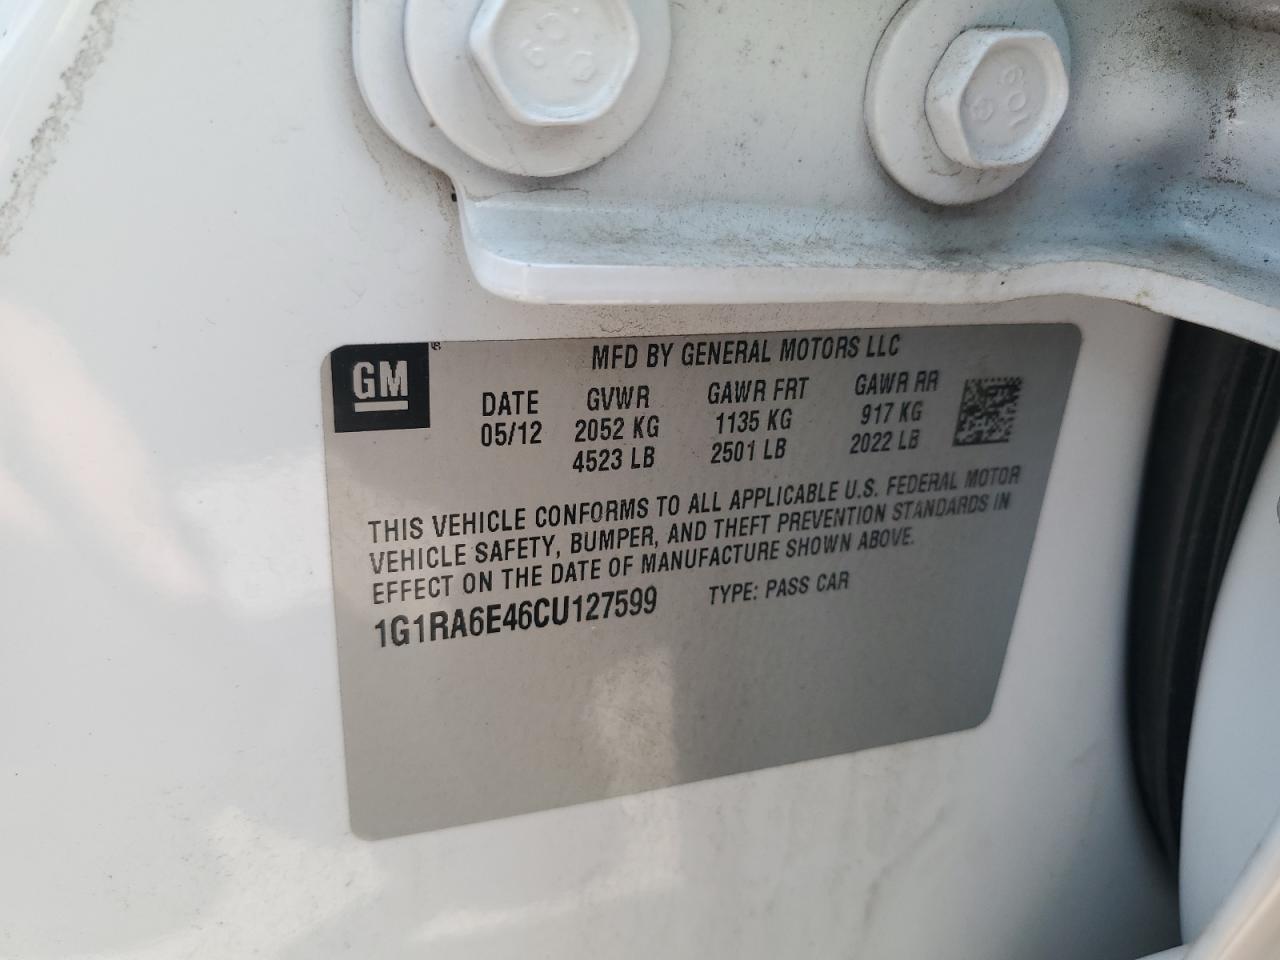 GM
MFD BY GENERAL MOTORS LLC
DATE GVWR GAWR FRT GAWR RR
05/12 2052 KG 1135 KG 917 KG
4523 LB 2501 LB 2022 LB
THIS VEHICLE CONFORMS TO ALL APPLICABLE U.S. FEDERAL MOTOR
VEHICLE SAFETY, BUMPER, AND THEFT PREVENTION STANDARDS IN
EFFECT ON THE DATE OF MANUFACTURE SHOWN ABOVE.
1G1RA6E46CU127599 TYPE: PASS CAR